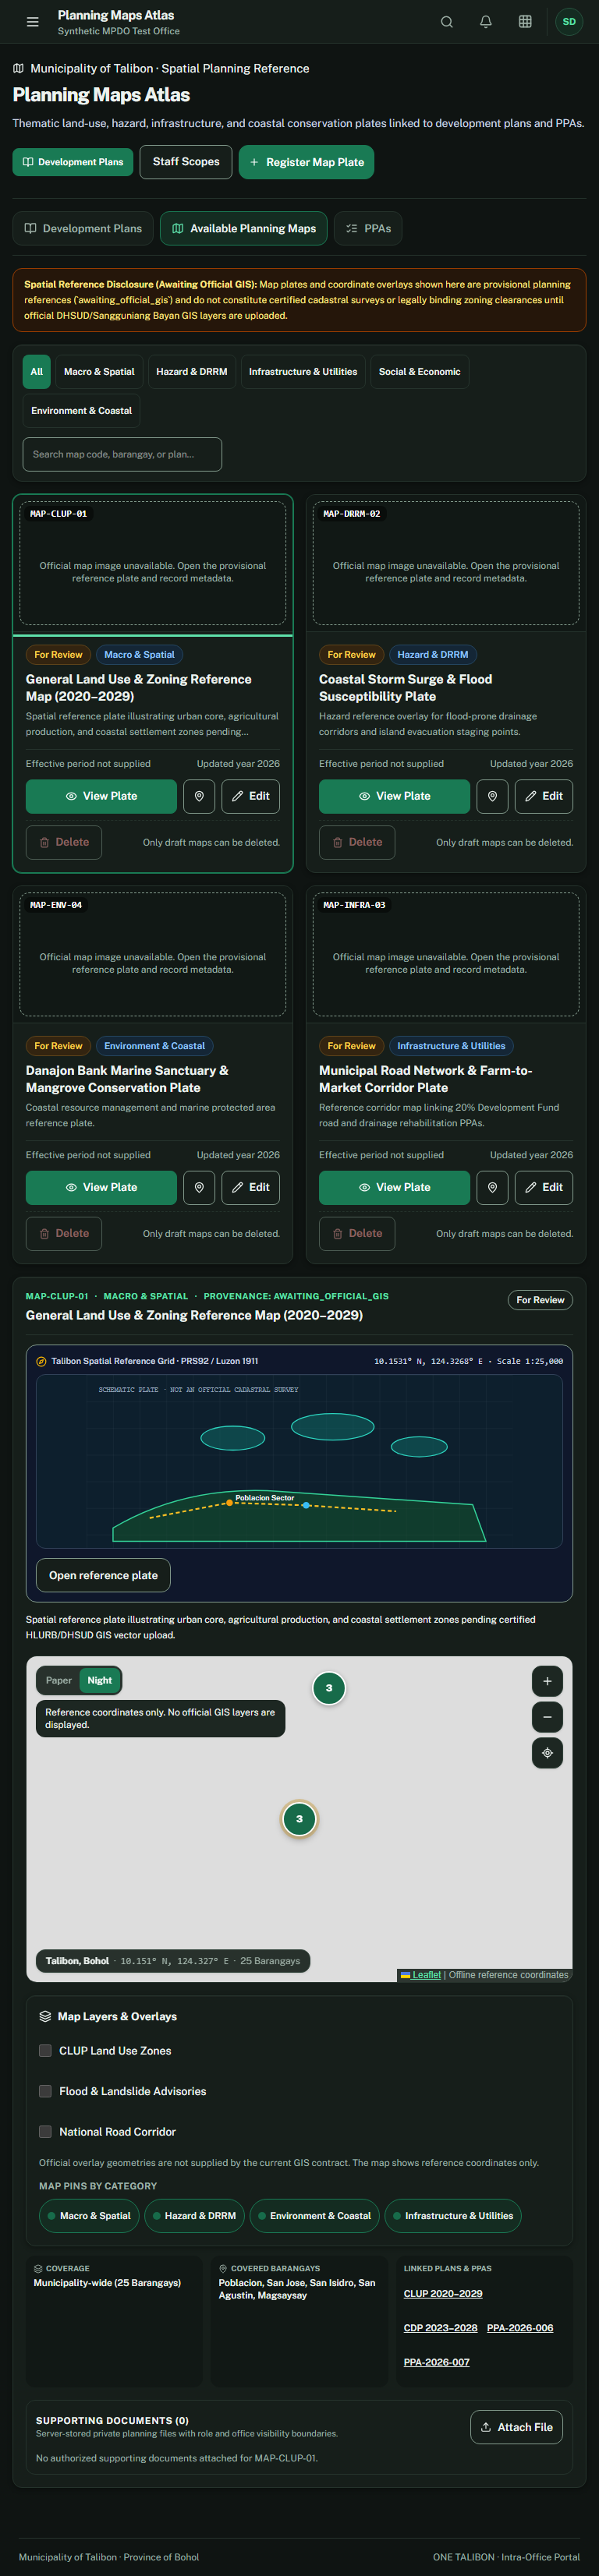 Planning Maps Atlas
Synthetic MPDO Test Office
SD
Municipality of Talibon · Spatial Planning Reference
Planning Maps Atlas
Thematic land-use, hazard, infrastructure, and coastal conservation plates linked to development plans and PPAs.
Development Plans
Staff Scopes
Register Map Plate
Development Plans
Available Planning Maps
PPAs
Spatial Reference Disclosure (Awaiting Official GIS): Map plates and coordinate overlays shown here are provisional planning
references (`awaiting_official_gis`) and do not constitute certified cadastral surveys or legally binding zoning clearances until
official DHSUD/Sangguniang Bayan GIS layers are uploaded.
All
Macro & Spatial
Hazard & DRRM
Infrastructure & Utilities
Social & Economic
Environment & Coastal
Search map code, barangay, or plan...
MAP-CLUP-01
Official map image unavailable. Open the provisional
reference plate and record metadata.
For Review
Macro & Spatial
General Land Use & Zoning Reference
Map (2020–2029)
Spatial reference plate illustrating urban core, agricultural
production, and coastal settlement zones pending...
Effective period not supplied
Updated year 2026
View Plate
Edit
Delete
Only draft maps can be deleted.
MAP-DRRM-02
Official map image unavailable. Open the provisional
reference plate and record metadata.
For Review
Hazard & DRRM
Coastal Storm Surge & Flood
Susceptibility Plate
Hazard reference overlay for flood-prone drainage
corridors and island evacuation staging points.
Effective period not supplied
Updated year 2026
View Plate
Edit
Delete
Only draft maps can be deleted.
MAP-ENV-04
Official map image unavailable. Open the provisional
reference plate and record metadata.
For Review
Environment & Coastal
Danajon Bank Marine Sanctuary &
Mangrove Conservation Plate
Coastal resource management and marine protected area
reference plate.
Effective period not supplied
Updated year 2026
View Plate
Edit
Delete
Only draft maps can be deleted.
MAP-INFRA-03
Official map image unavailable. Open the provisional
reference plate and record metadata.
For Review
Infrastructure & Utilities
Municipal Road Network & Farm-to-
Market Corridor Plate
Reference corridor map linking 20% Development Fund
road and drainage rehabilitation PPAs.
Effective period not supplied
Updated year 2026
View Plate
Edit
Delete
Only draft maps can be deleted.
MAP-CLUP-01 · MACRO & SPATIAL · PROVENANCE: AWAITING_OFFICIAL_GIS
General Land Use & Zoning Reference Map (2020–2029)
For Review
Talibon Spatial Reference Grid · PRS92 / Luzon 1911
10.1531° N, 124.3268° E · Scale 1:25,000
SCHEMATIC PLATE · NOT AN OFFICIAL CADASTRAL SURVEY
Poblacion Sector
Open reference plate
Spatial reference plate illustrating urban core, agricultural production, and coastal settlement zones pending certified
HLURB/DHSUD GIS vector upload.
Paper
Night
3
Reference coordinates only. No official GIS layers are
displayed.
3
Talibon, Bohol · 10.151° N, 124.327° E · 25 Barangays
Leaflet | Offline reference coordinates
Map Layers & Overlays
CLUP Land Use Zones
Flood & Landslide Advisories
National Road Corridor
Official overlay geometries are not supplied by the current GIS contract. The map shows reference coordinates only.
MAP PINS BY CATEGORY
Macro & Spatial
Hazard & DRRM
Environment & Coastal
Infrastructure & Utilities
COVERAGE
Municipality-wide (25 Barangays)
COVERED BARANGAYS
Poblacion, San Jose, San Isidro, San
Agustin, Magsaysay
LINKED PLANS & PPAS
CLUP 2020–2029
CDP 2023–2028
PPA-2026-006
PPA-2026-007
SUPPORTING DOCUMENTS (0)
Server-stored private planning files with role and office visibility boundaries.
Attach File
No authorized supporting documents attached for MAP-CLUP-01.
Municipality of Talibon · Province of Bohol
ONE TALIBON · Intra-Office Portal